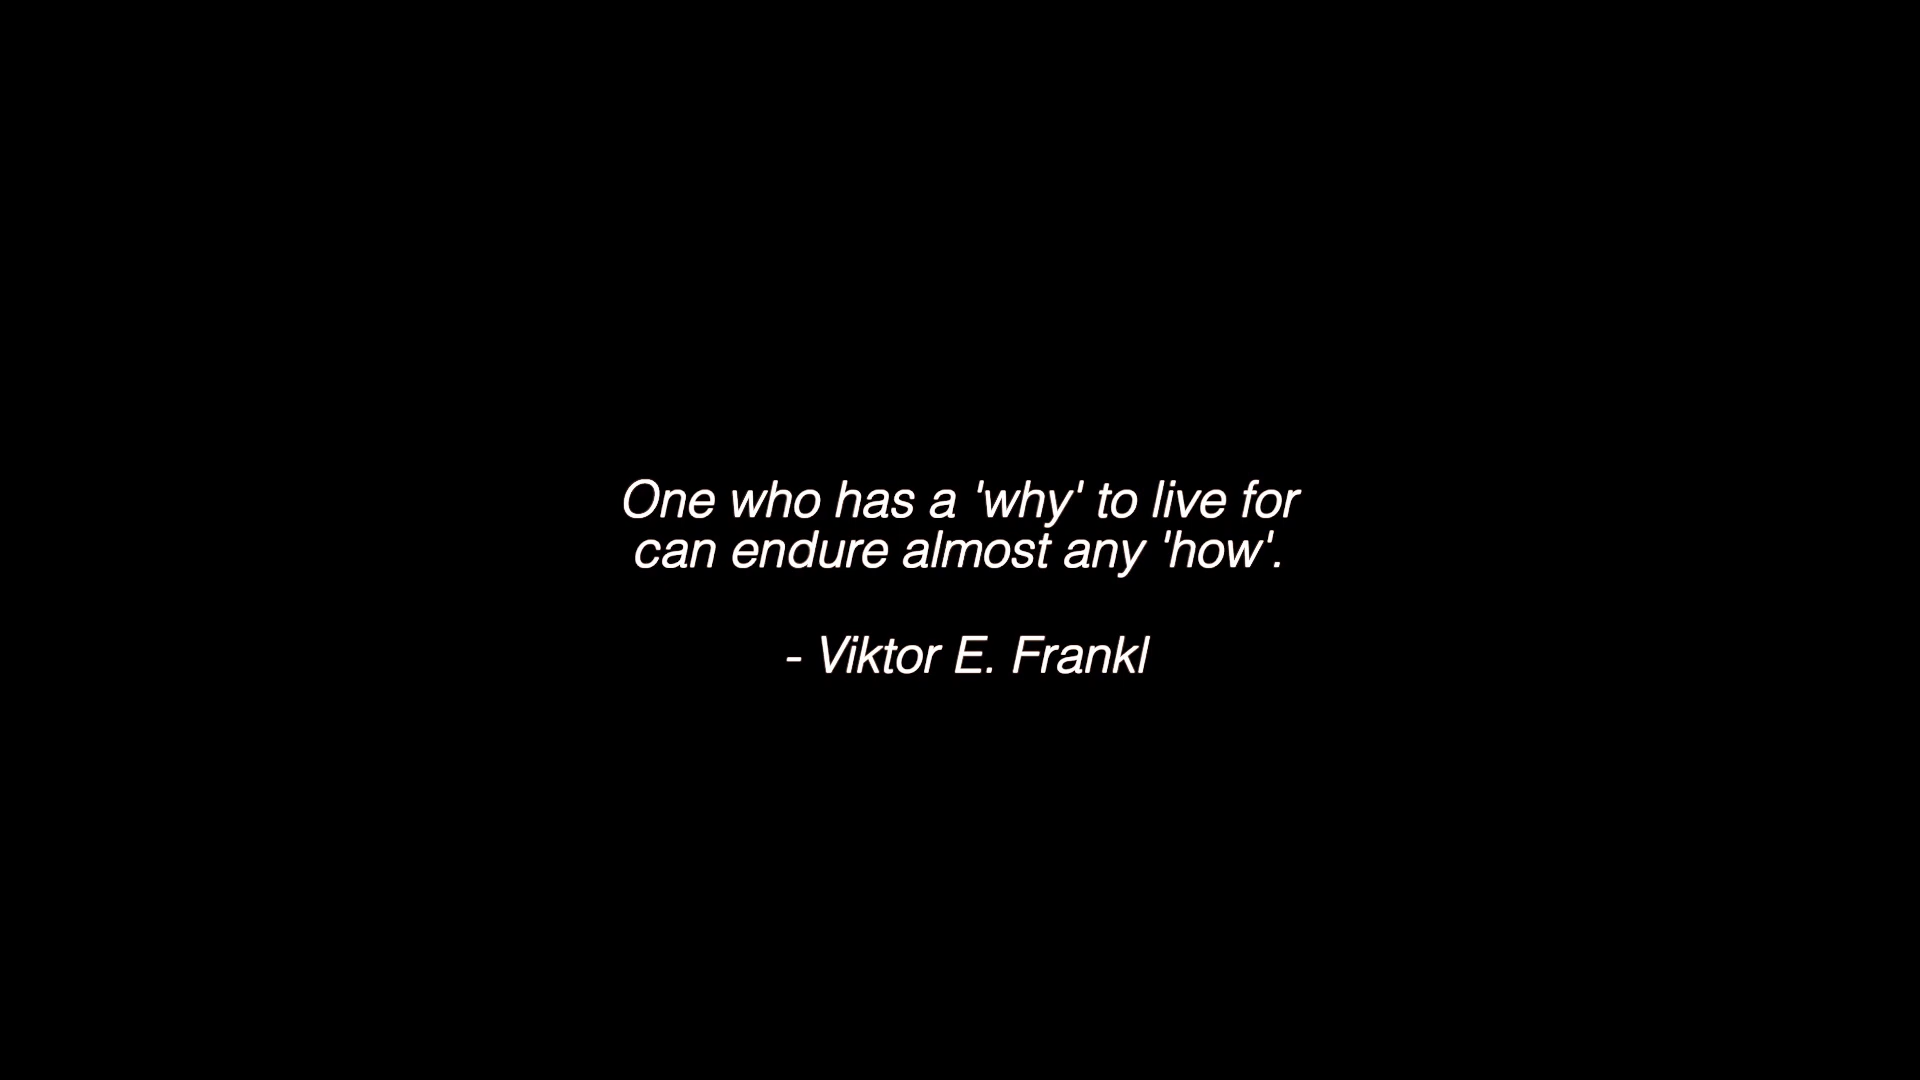 One who has a 'why' to live for
can endure almost any 'how'.
- Viktor E. Frankl